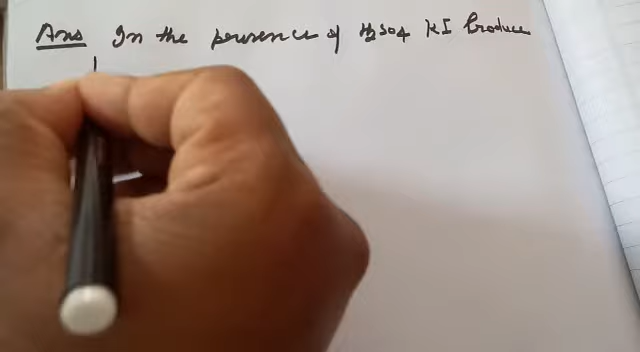 Ans In the presence of H₂SO₄ KI Produce